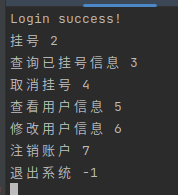 Login success!
挂号 2
查询已挂号信息 3
取消挂号 4
查看用户信息 5
修改用户信息 6
注销账户 7
退出系统 -1